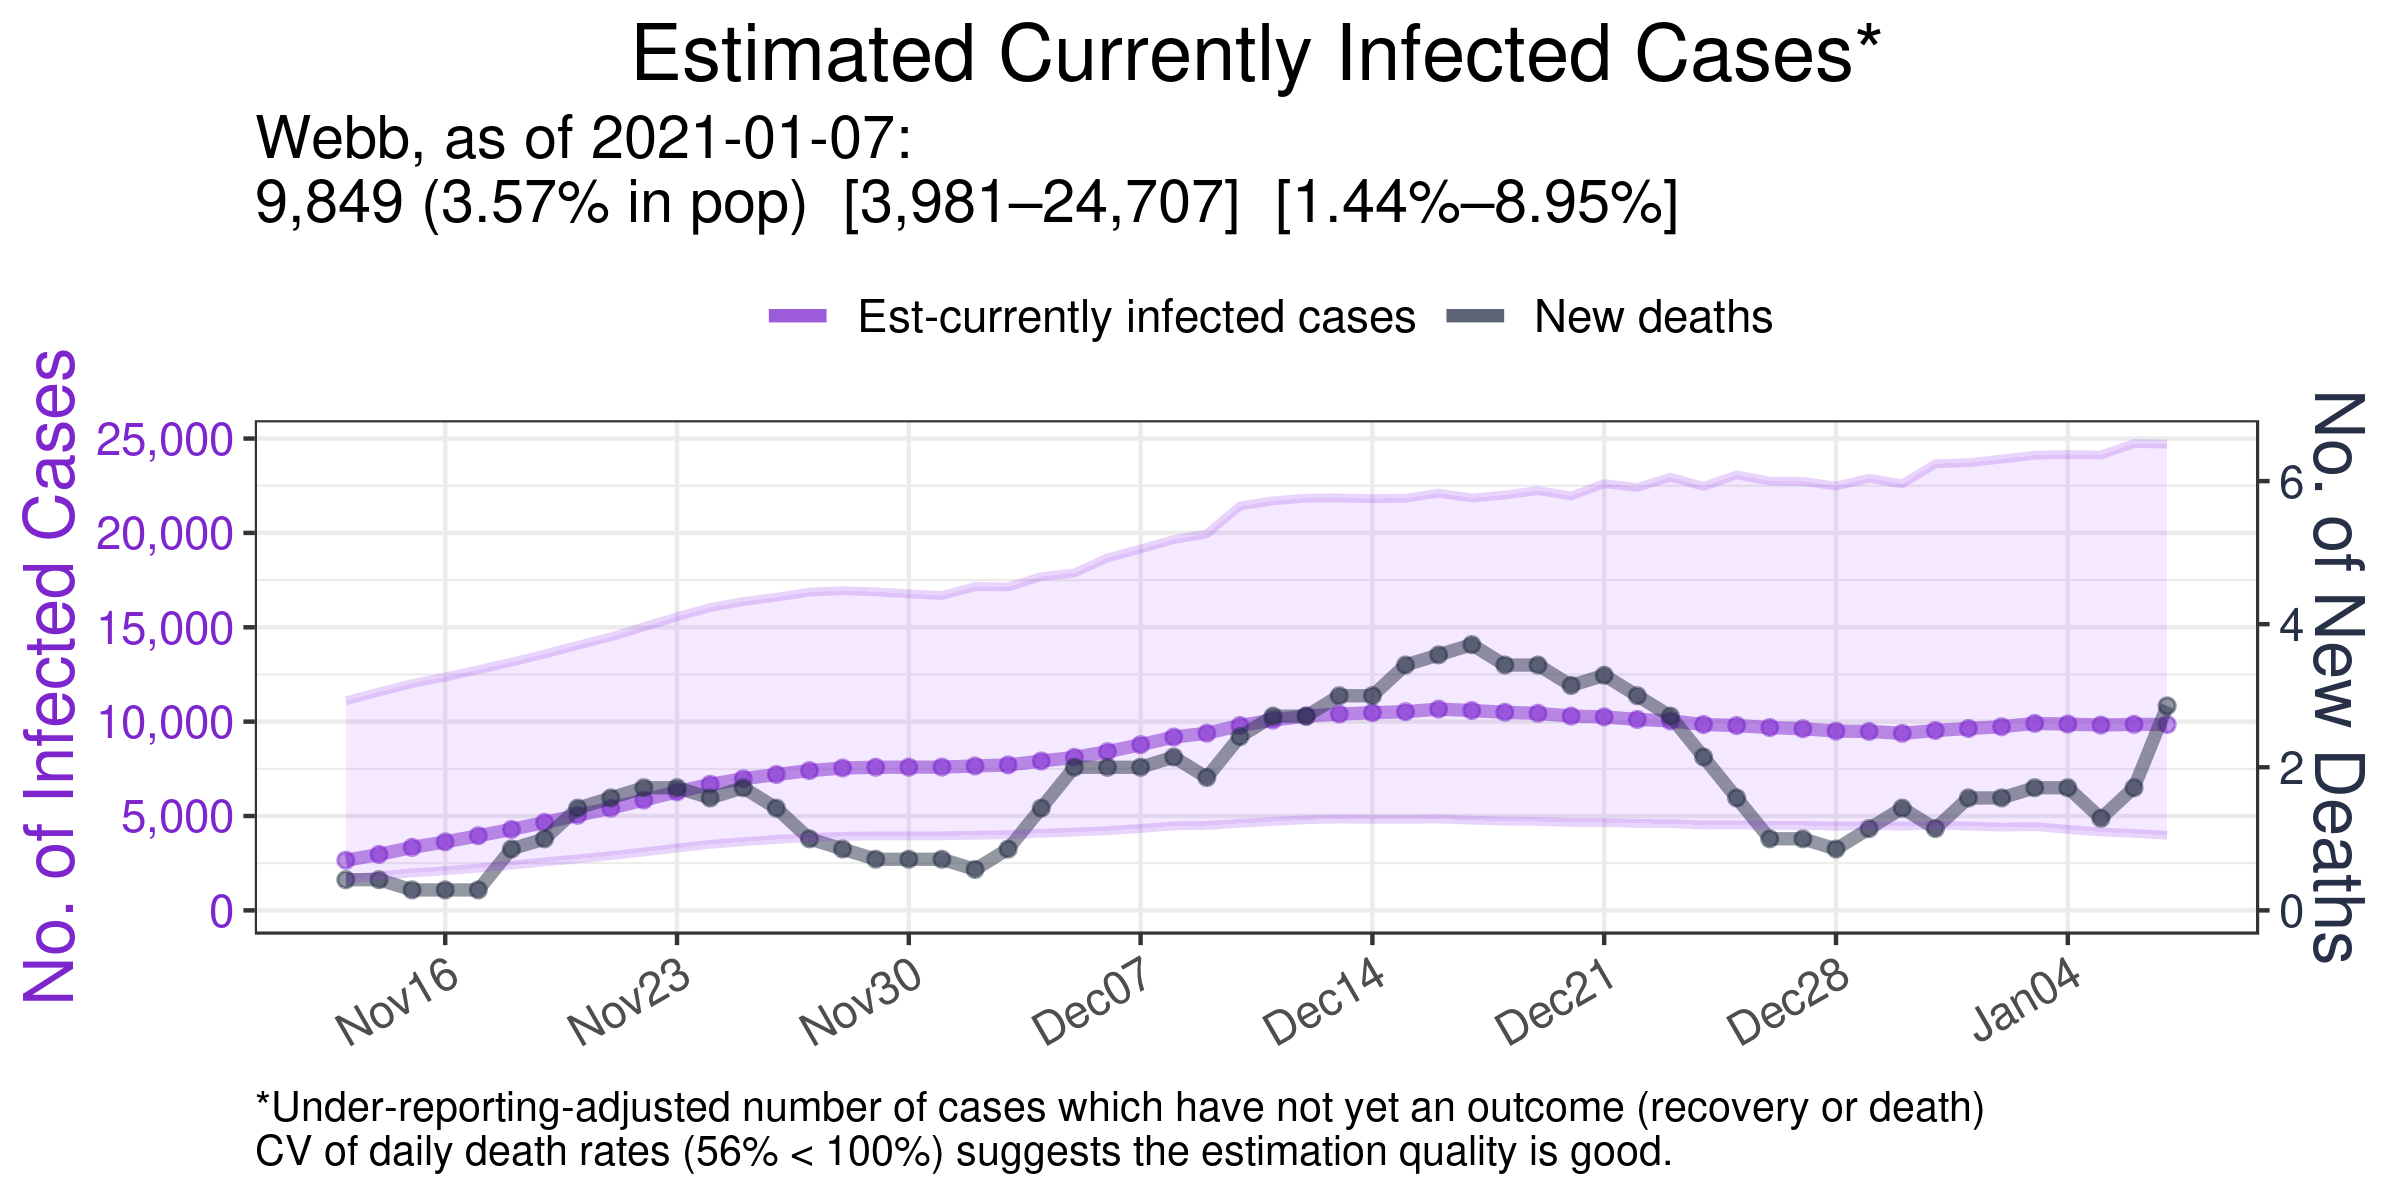 Estimated Currently Infected Cases*
Webb, as of 2021-01-07:
9,849 (3.57% in pop)  [3,981–24,707]  [1.44%–8.95%]
Est-currently infected cases
New deaths
No. of Infected Cases
25,000
20,000
15,000
10,000
5,000
0
No. of New Deaths
6
4
2
0
Nov16
Nov23
Nov30
Dec07
Dec14
Dec21
Dec28
Jan04
*Under-reporting-adjusted number of cases which have not yet an outcome (recovery or death)
CV of daily death rates (56% < 100%) suggests the estimation quality is good.